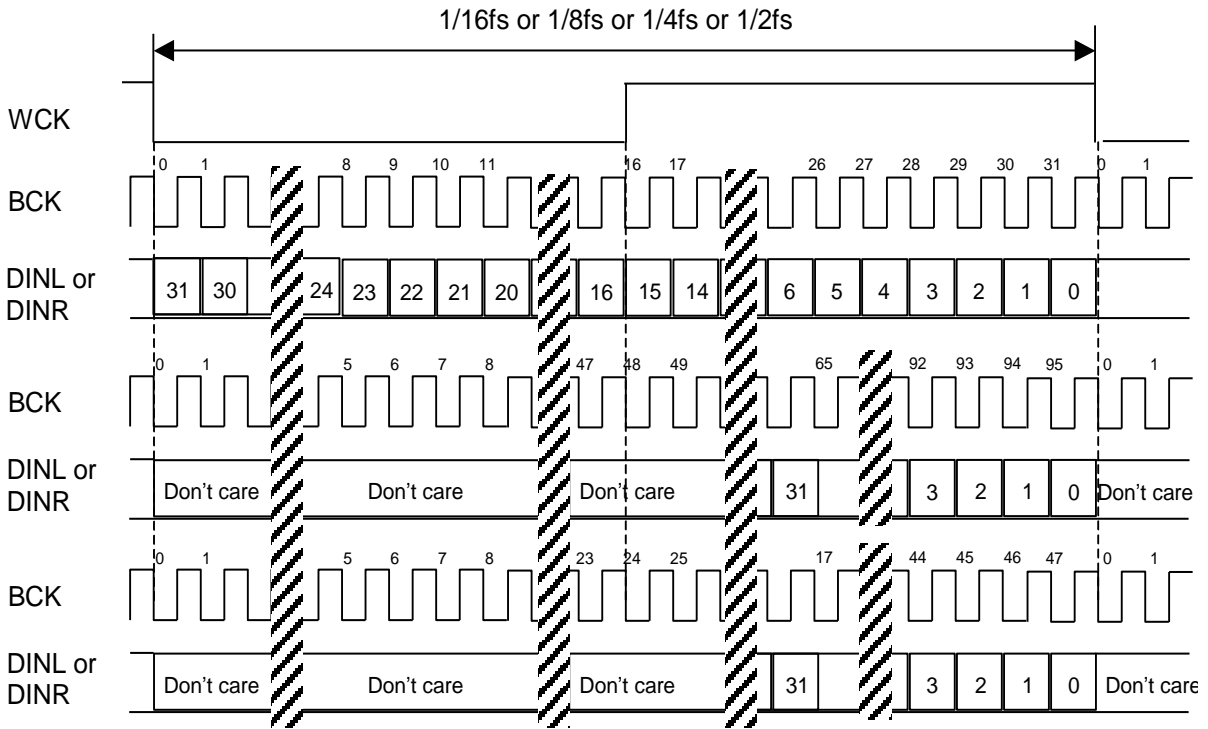 1/16fs or 1/8fs or 1/4fs or 1/2fs
WCK
0 1 8 9 10 11 16 17 26 27 28 29 30 31 0 1
BCK
DINL or
DINR
31 30 24 23 22 21 20 16 15 14 6 5 4 3 2 1 0
0 1 5 6 7 8 47 48 49 65 92 93 94 95 0 1
BCK
DINL or
DINR
Don't care Don't care Don't care 31 3 2 1 0 Don't care
0 1 5 6 7 8 23 24 25 17 44 45 46 47 0 1
BCK
DINL or
DINR
Don't care Don't care Don't care 31 3 2 1 0 Don't care